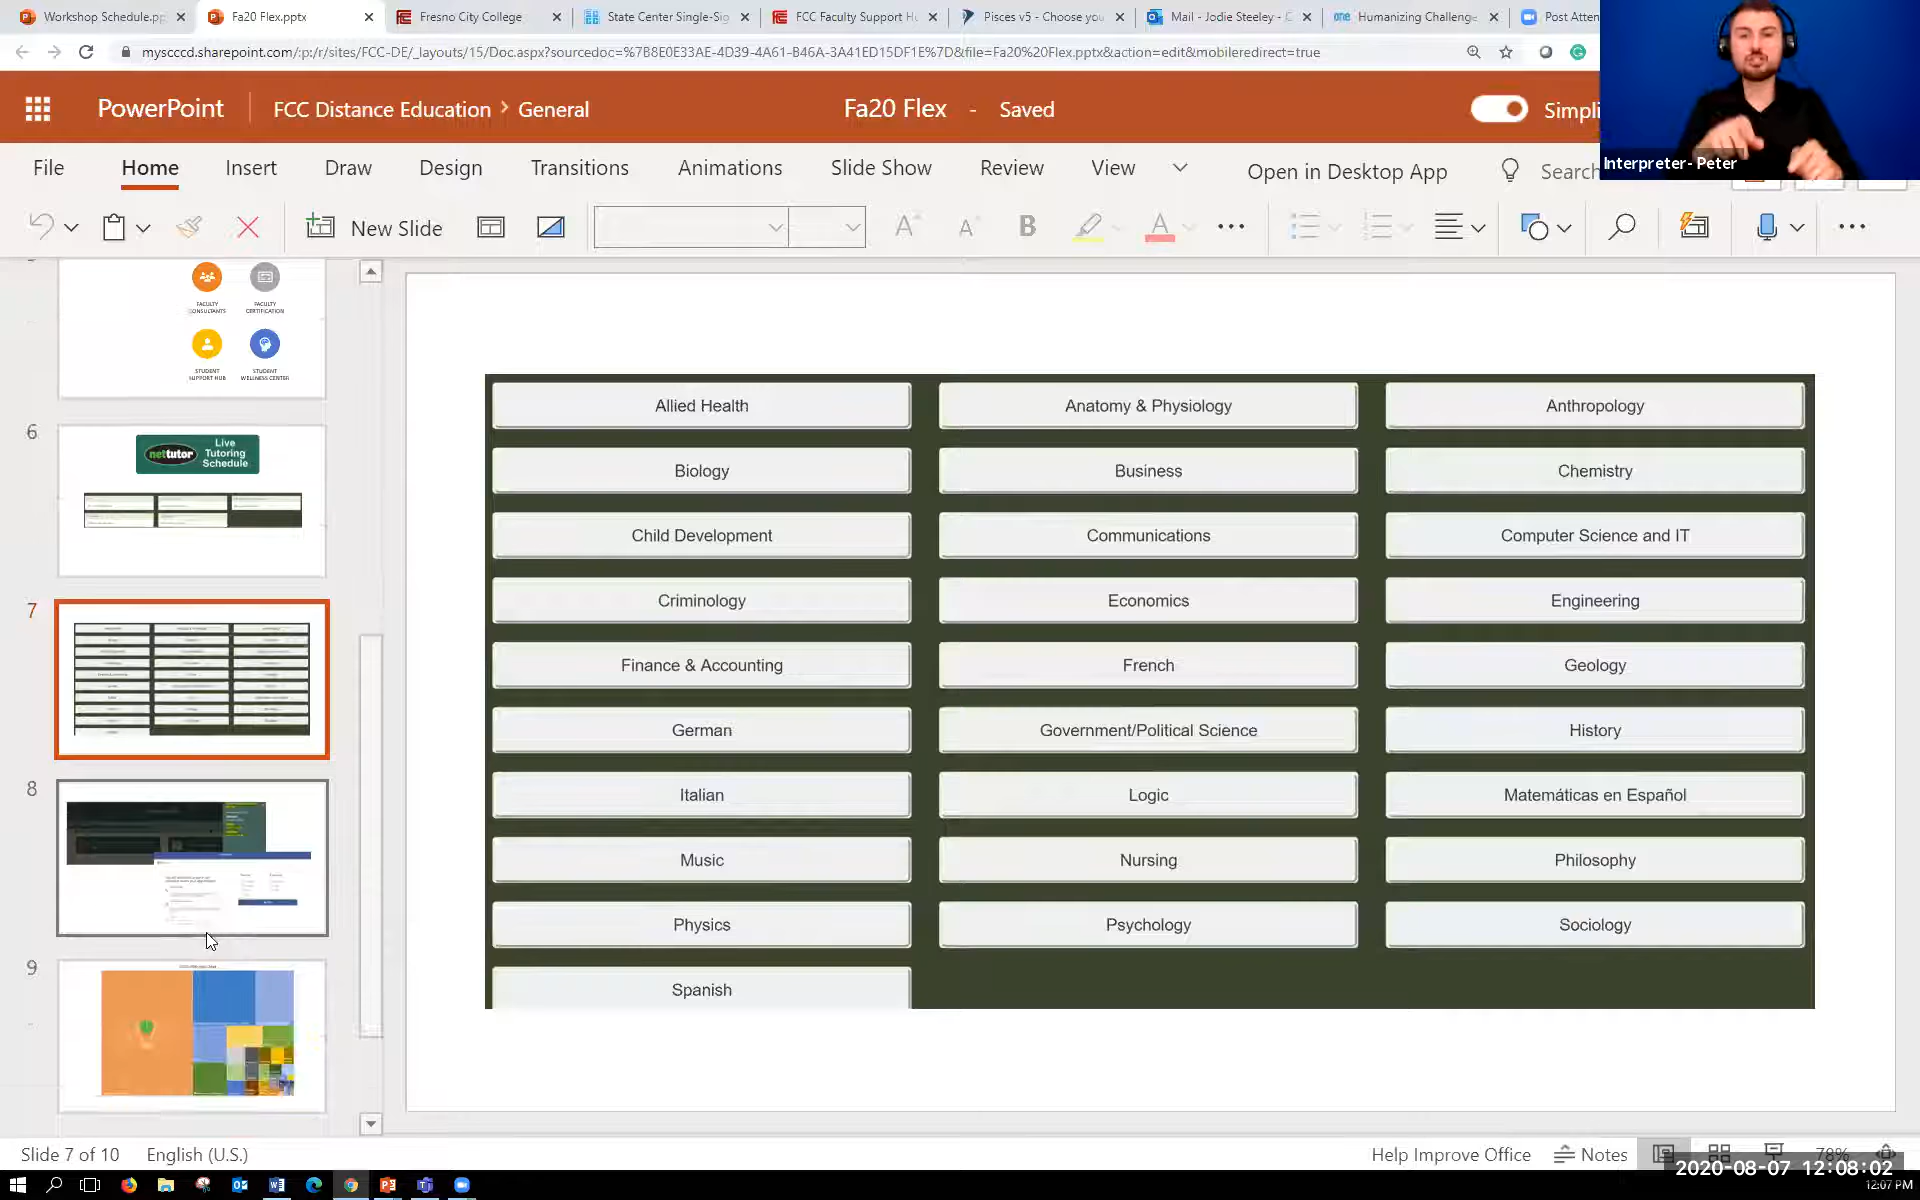 Workshop Schedule.pp
Fa20 Flex.pptx
Fresno City College
State Center Single-Sig
FCC Faculty Support Hu
Pisces v5 - Choose you
Mail - Jodie Steeley - C
Humanizing Challenge
Post Atten
myscccd.sharepoint.com/:p:/r/sites/FCC-DE/_layouts/15/Doc.aspx?sourcedoc=%7B8E0E33AE-4D39-4A61-B46A-3A41ED15DF1E%7D&file=Fa20%20Flex.pptx&action=edit&mobileredirect=true
PowerPoint
FCC Distance Education > General
Fa20 Flex - Saved
Simpli
Interpreter- Peter
File
Home
Insert
Draw
Design
Transitions
Animations
Slide Show
Review
View
Open in Desktop App
Search
New Slide
FACULTY CONSULTANTS
FACULTY CERTIFICATION
STUDENT SUPPORT HUB
STUDENT WELLNESS CENTER
6
nettutor
Live
Tutoring
Schedule
7
8
9
Allied Health
Anatomy & Physiology
Anthropology
Biology
Business
Chemistry
Child Development
Communications
Computer Science and IT
Criminology
Economics
Engineering
Finance & Accounting
French
Geology
German
Government/Political Science
History
Italian
Logic
Matemáticas en Español
Music
Nursing
Philosophy
Physics
Psychology
Sociology
Spanish
Slide 7 of 10
English (U.S.)
Help Improve Office
Notes
78%
2020-08-07 12:08:02
12:07 PM